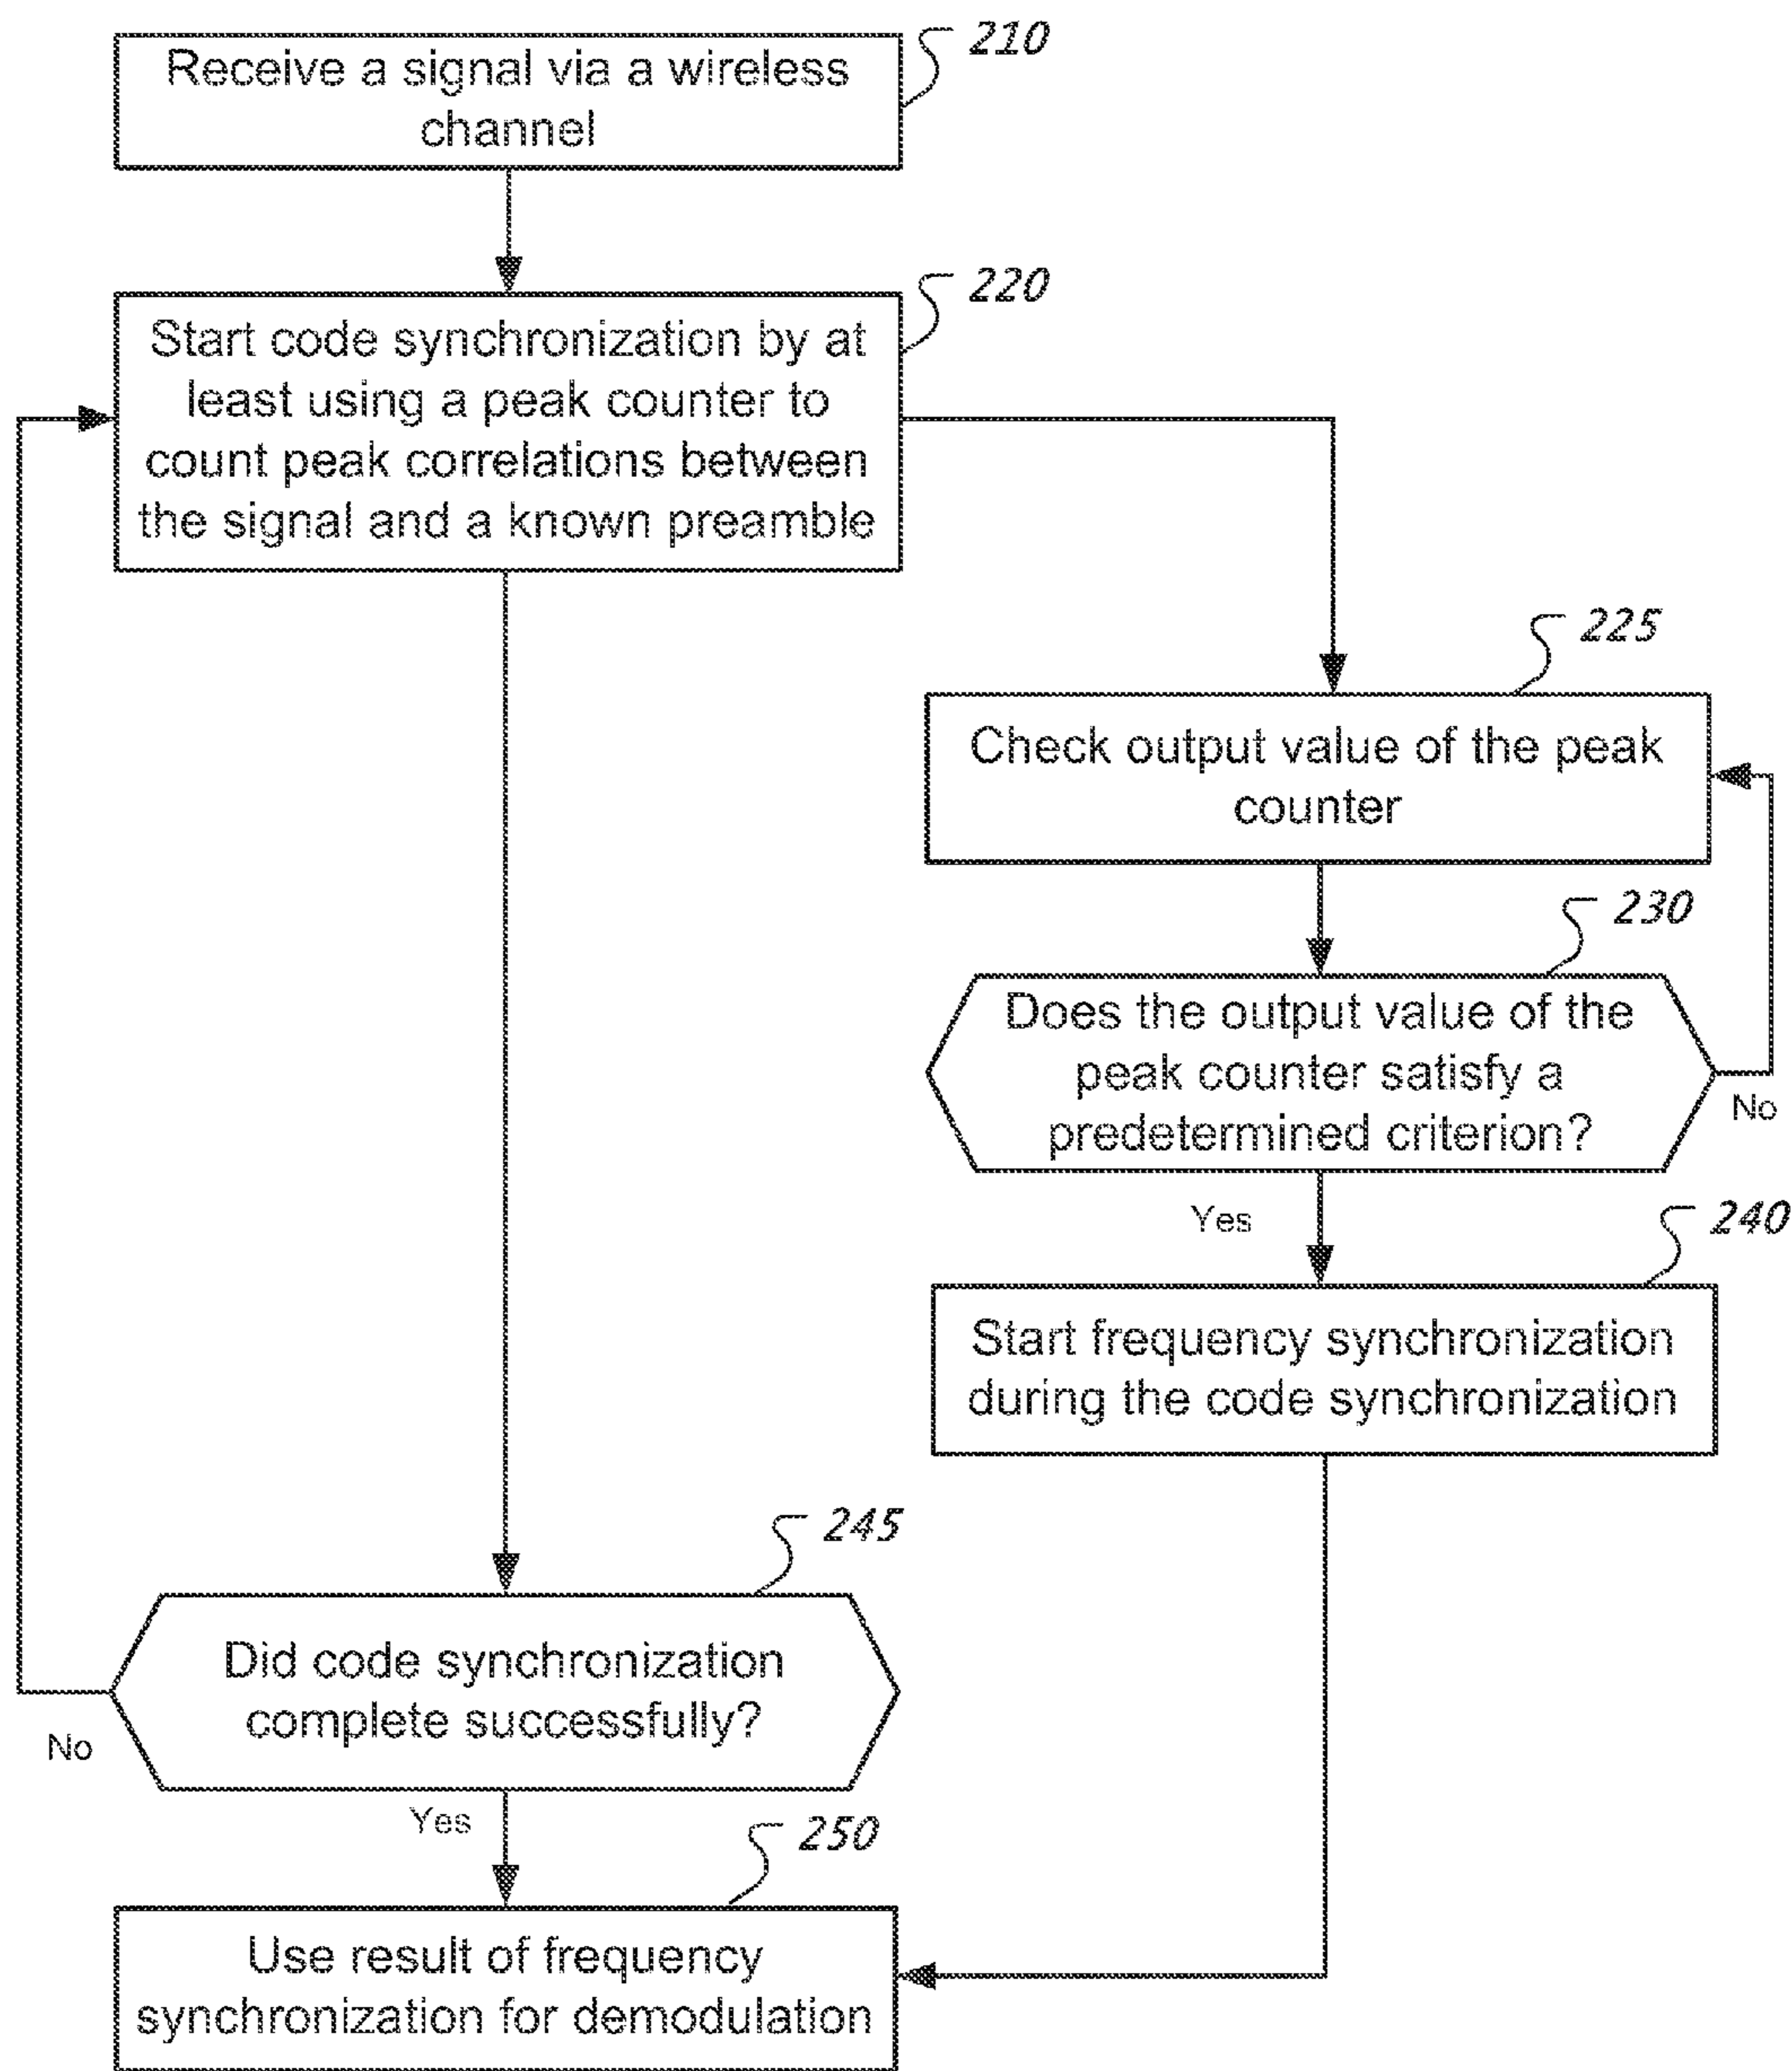 210
Receive a signal via a wireless
channel
220
Start code synchronization by at
least using a peak counter to
count peak correlations between
the signal and a known preamble
225
Check output value of the peak
counter
230
Does the output value of the
peak counter satisfy a
predetermined criterion?
No
Yes
240
Start frequency synchronization
during the code synchronization
245
Did code synchronization
complete successfully?
No
Yes
250
Use result of frequency
synchronization for demodulation